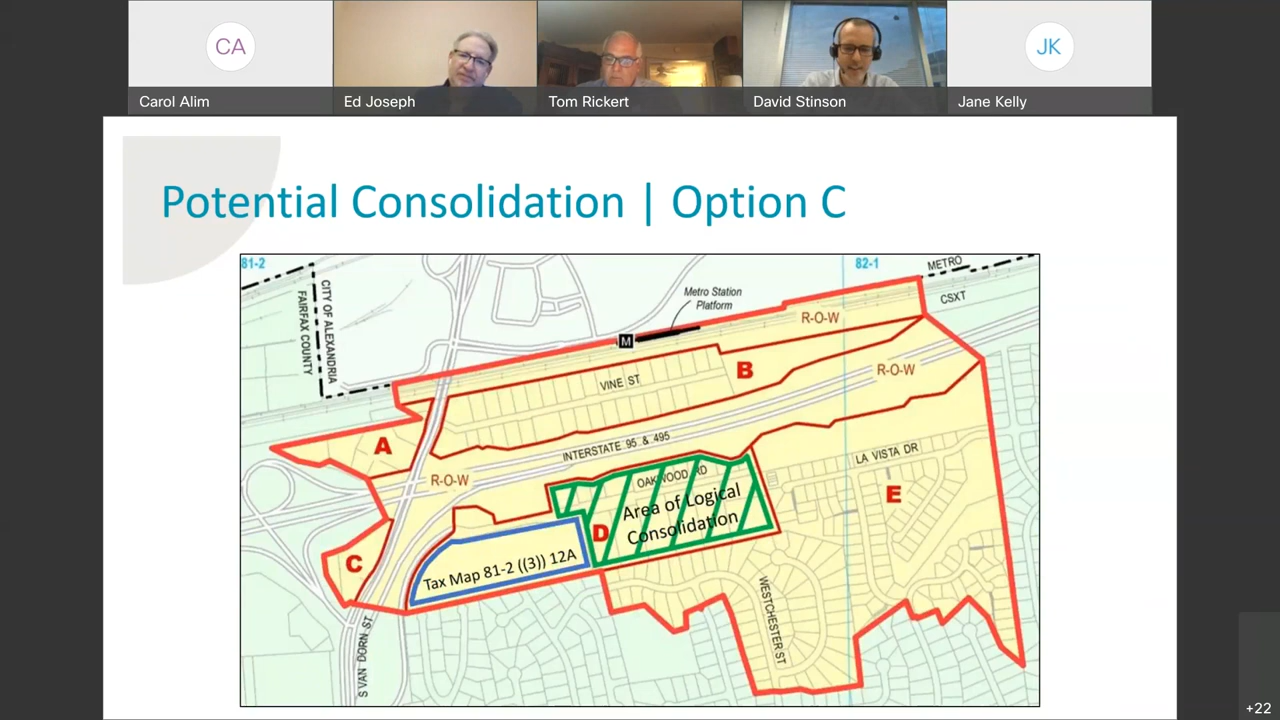 CA
JK
Carol Alim
Ed Joseph
Tom Rickert
David Stinson
Jane Kelly
Potential Consolidation | Option C
81-2
82-1
METRO
CSXT
CITY OF ALEXANDRIA
FAIRFAX COUNTY
Metro Station
Platform
M
R-O-W
VINE ST
B
R-O-W
A
INTERSTATE 95 & 495
R-O-W
LA VISTA DR
E
OAKWOOD RD
Area of Logical
Consolidation
D
C
Tax Map 81-2 ((3)) 12A
WESTCHESTER ST
S VAN DORN ST
+22